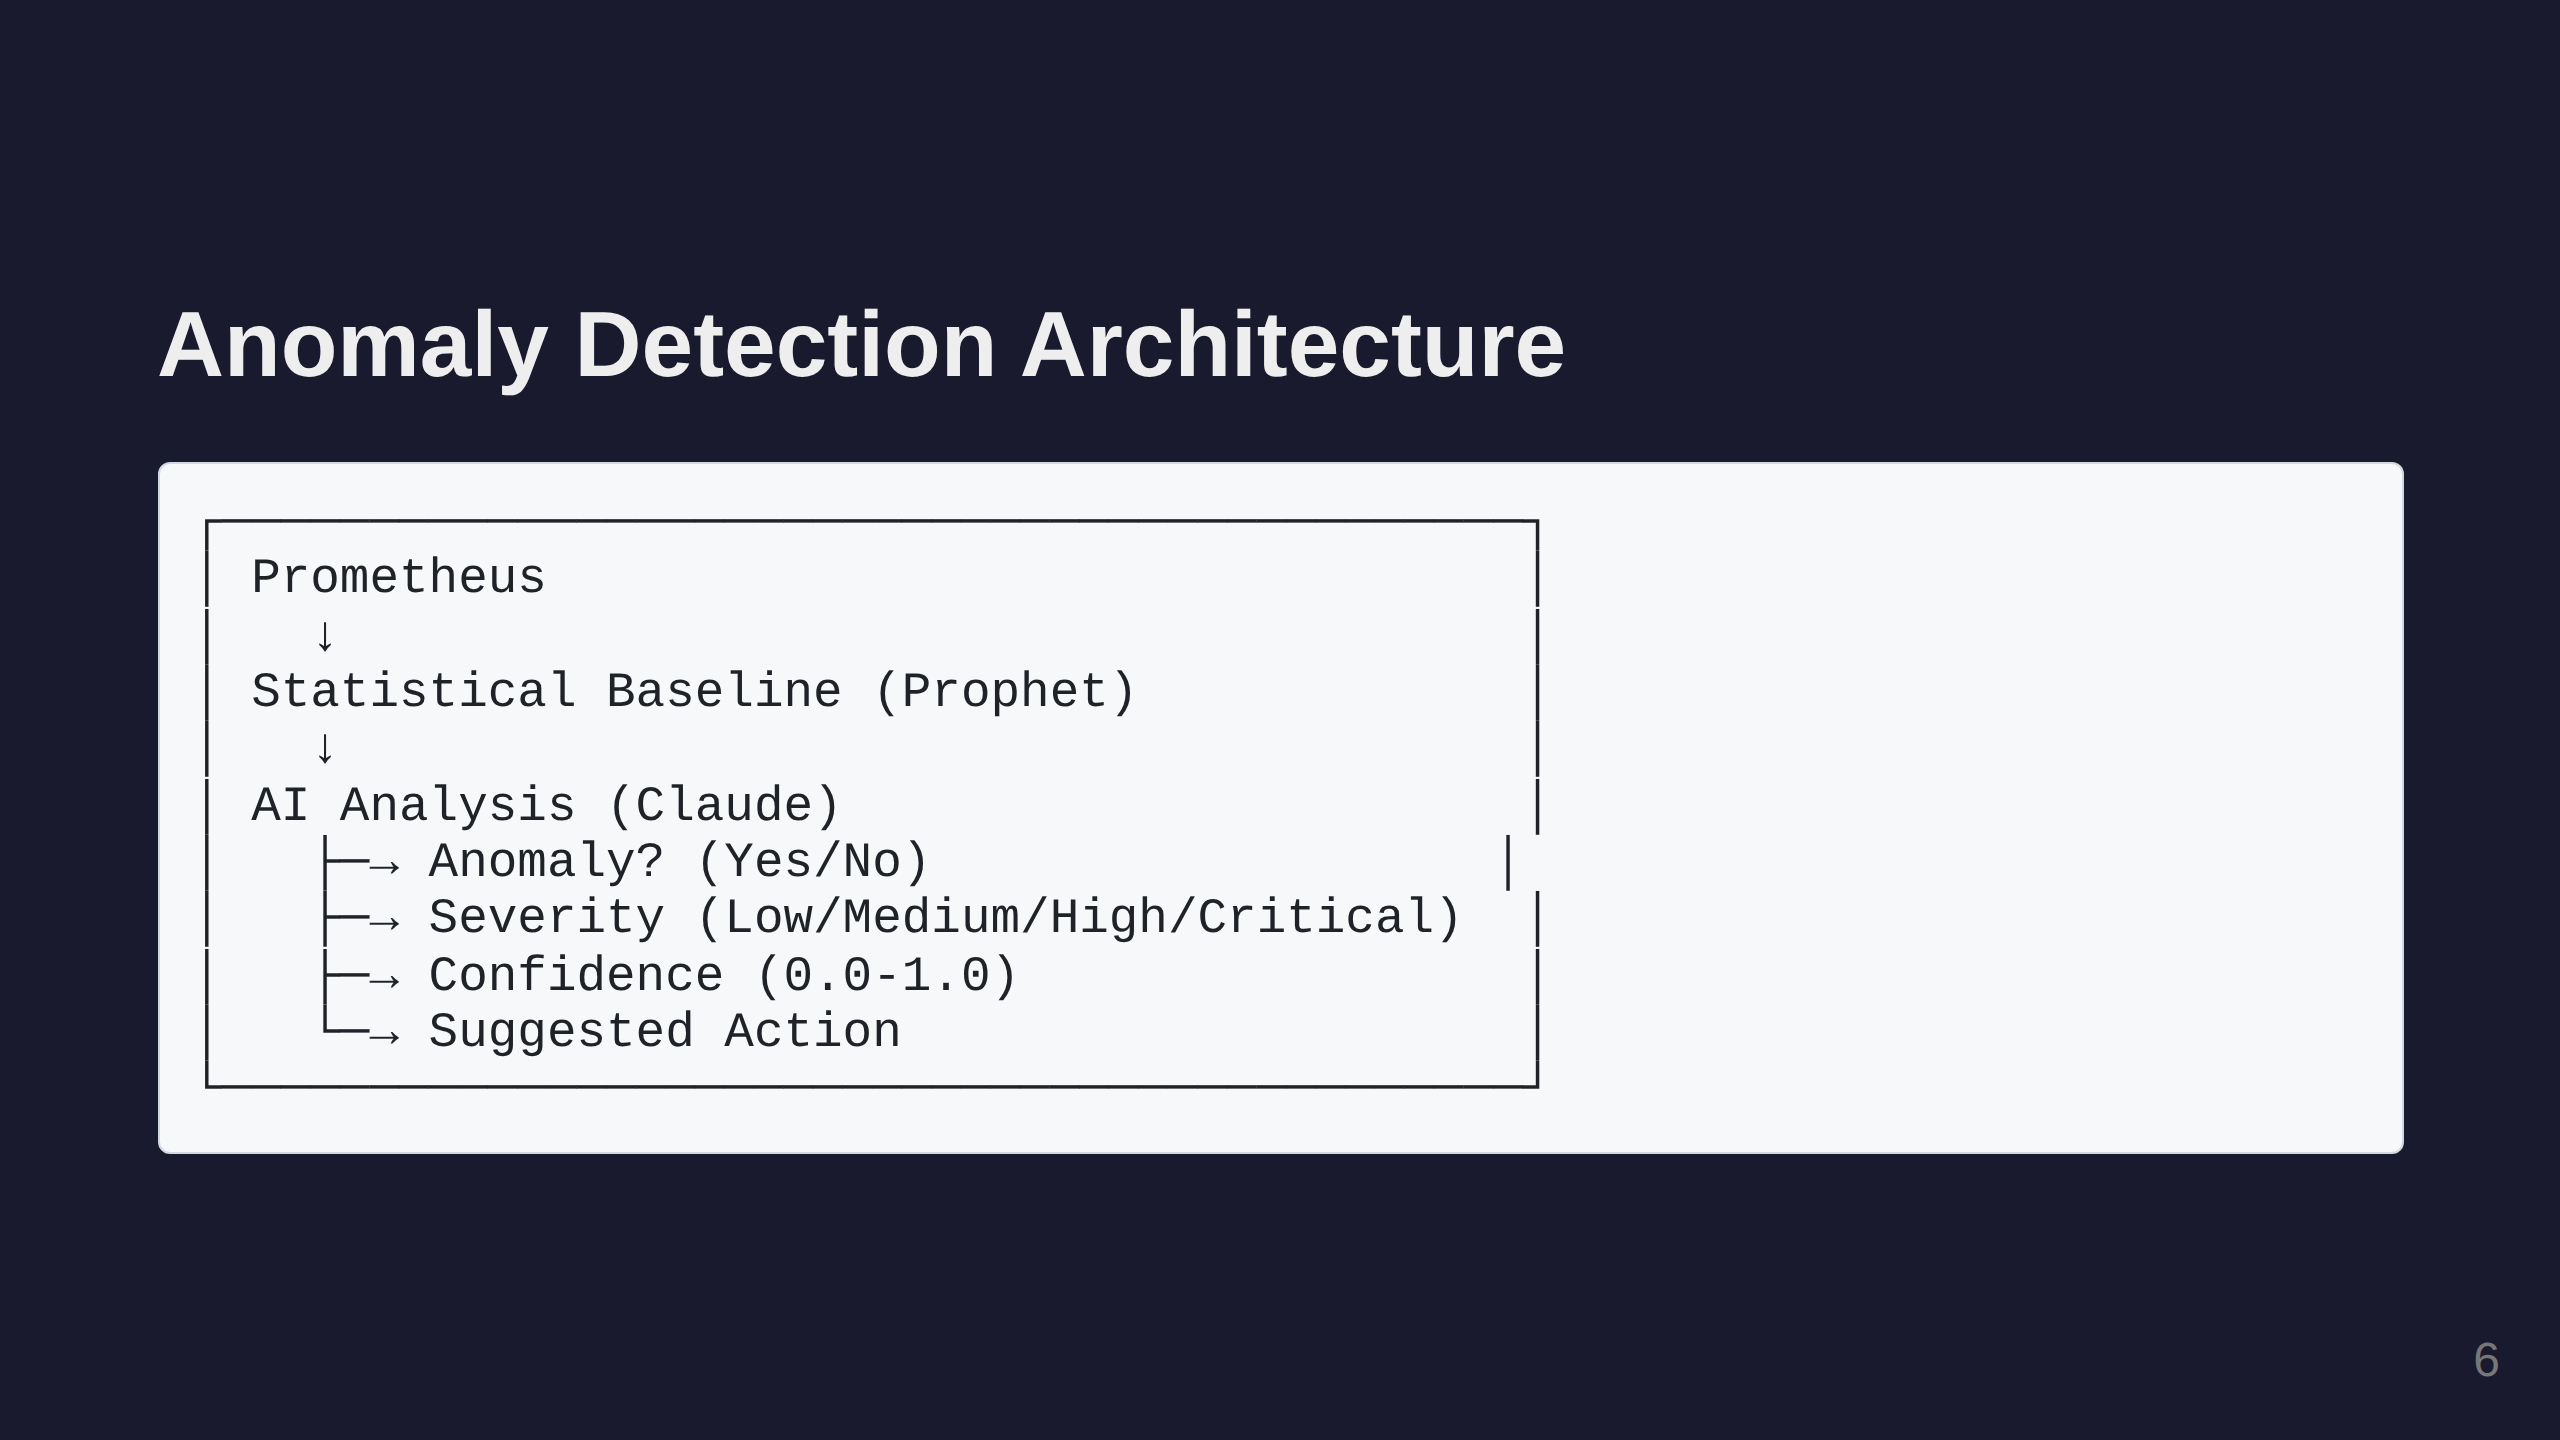 Anomaly Detection Architecture
Prometheus
↓
Statistical Baseline (Prophet)
↓
AI Analysis (Claude)
├─→ Anomaly? (Yes/No)
├─→ Severity (Low/Medium/High/Critical)
├─→ Confidence (0.0-1.0)
└─→ Suggested Action
6